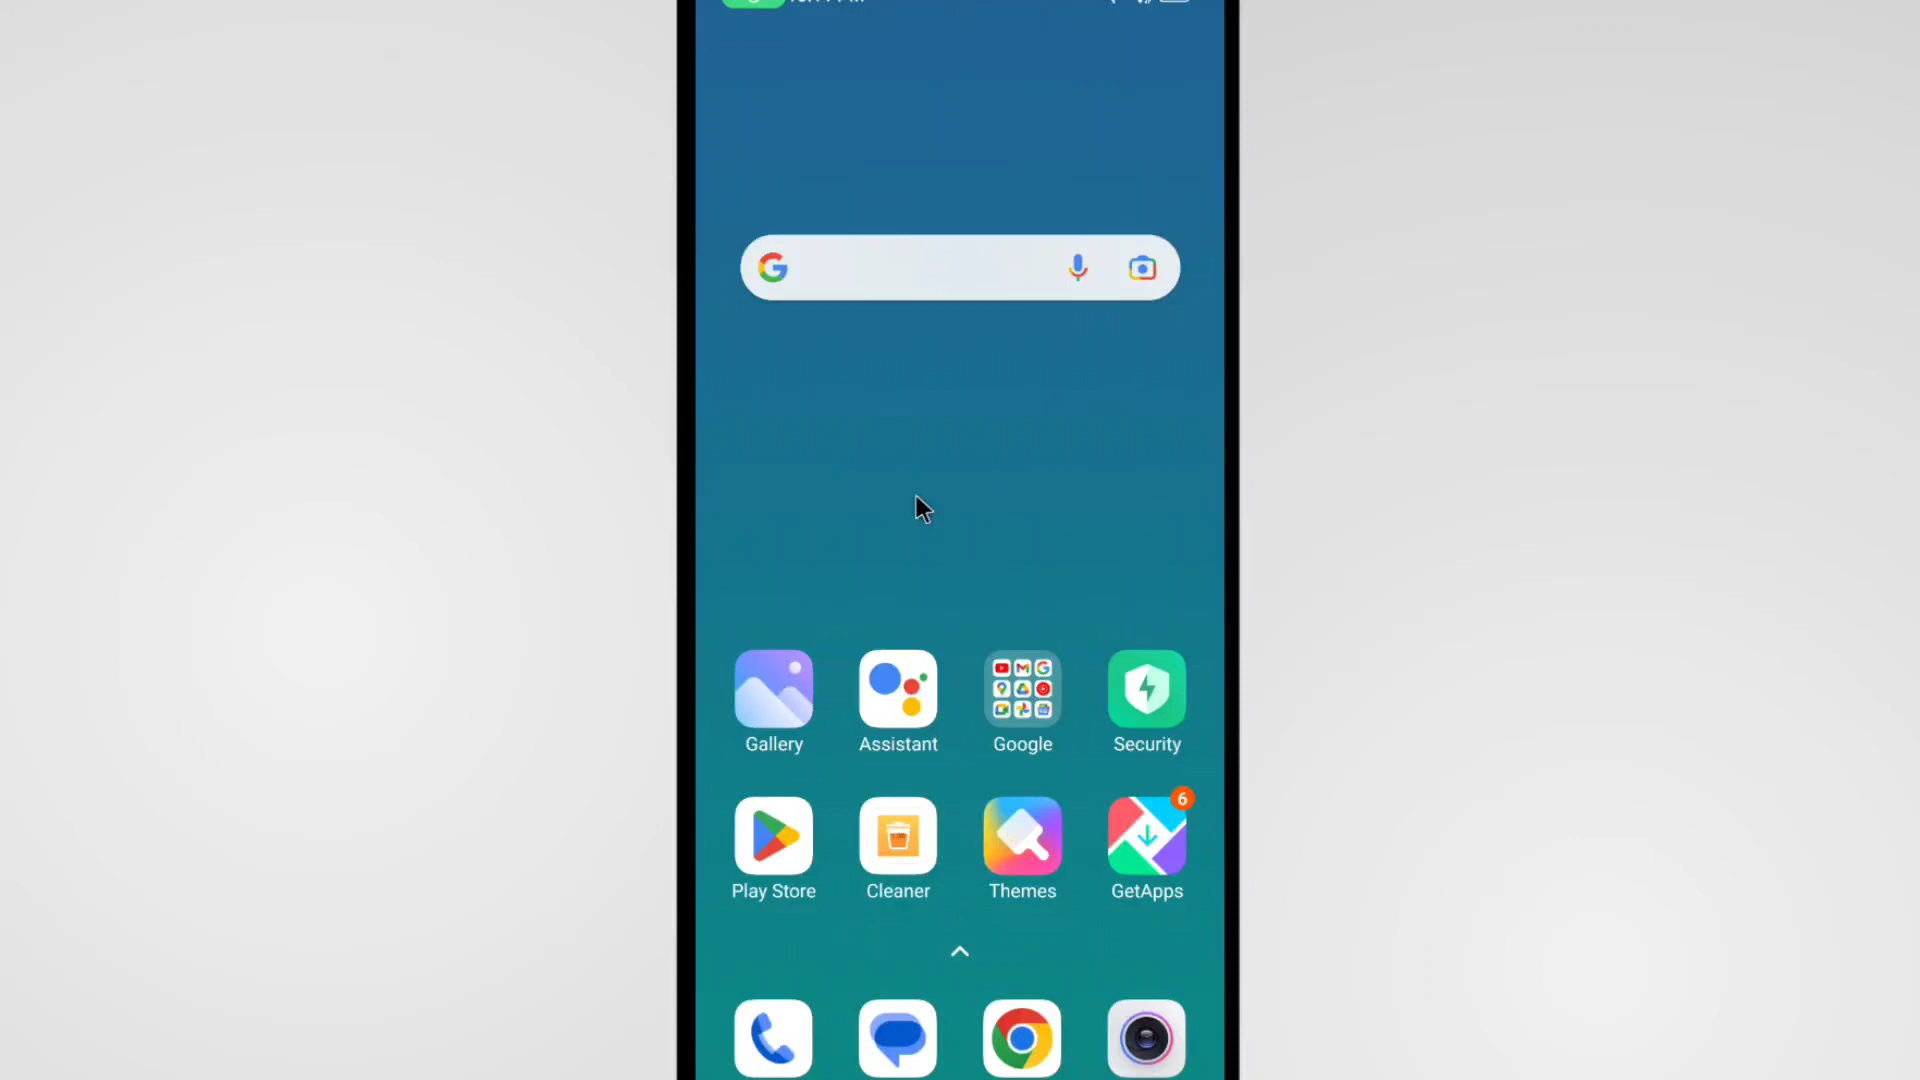 Gallery
Assistant
Google
Security
6
Play Store
Cleaner
Themes
GetApps